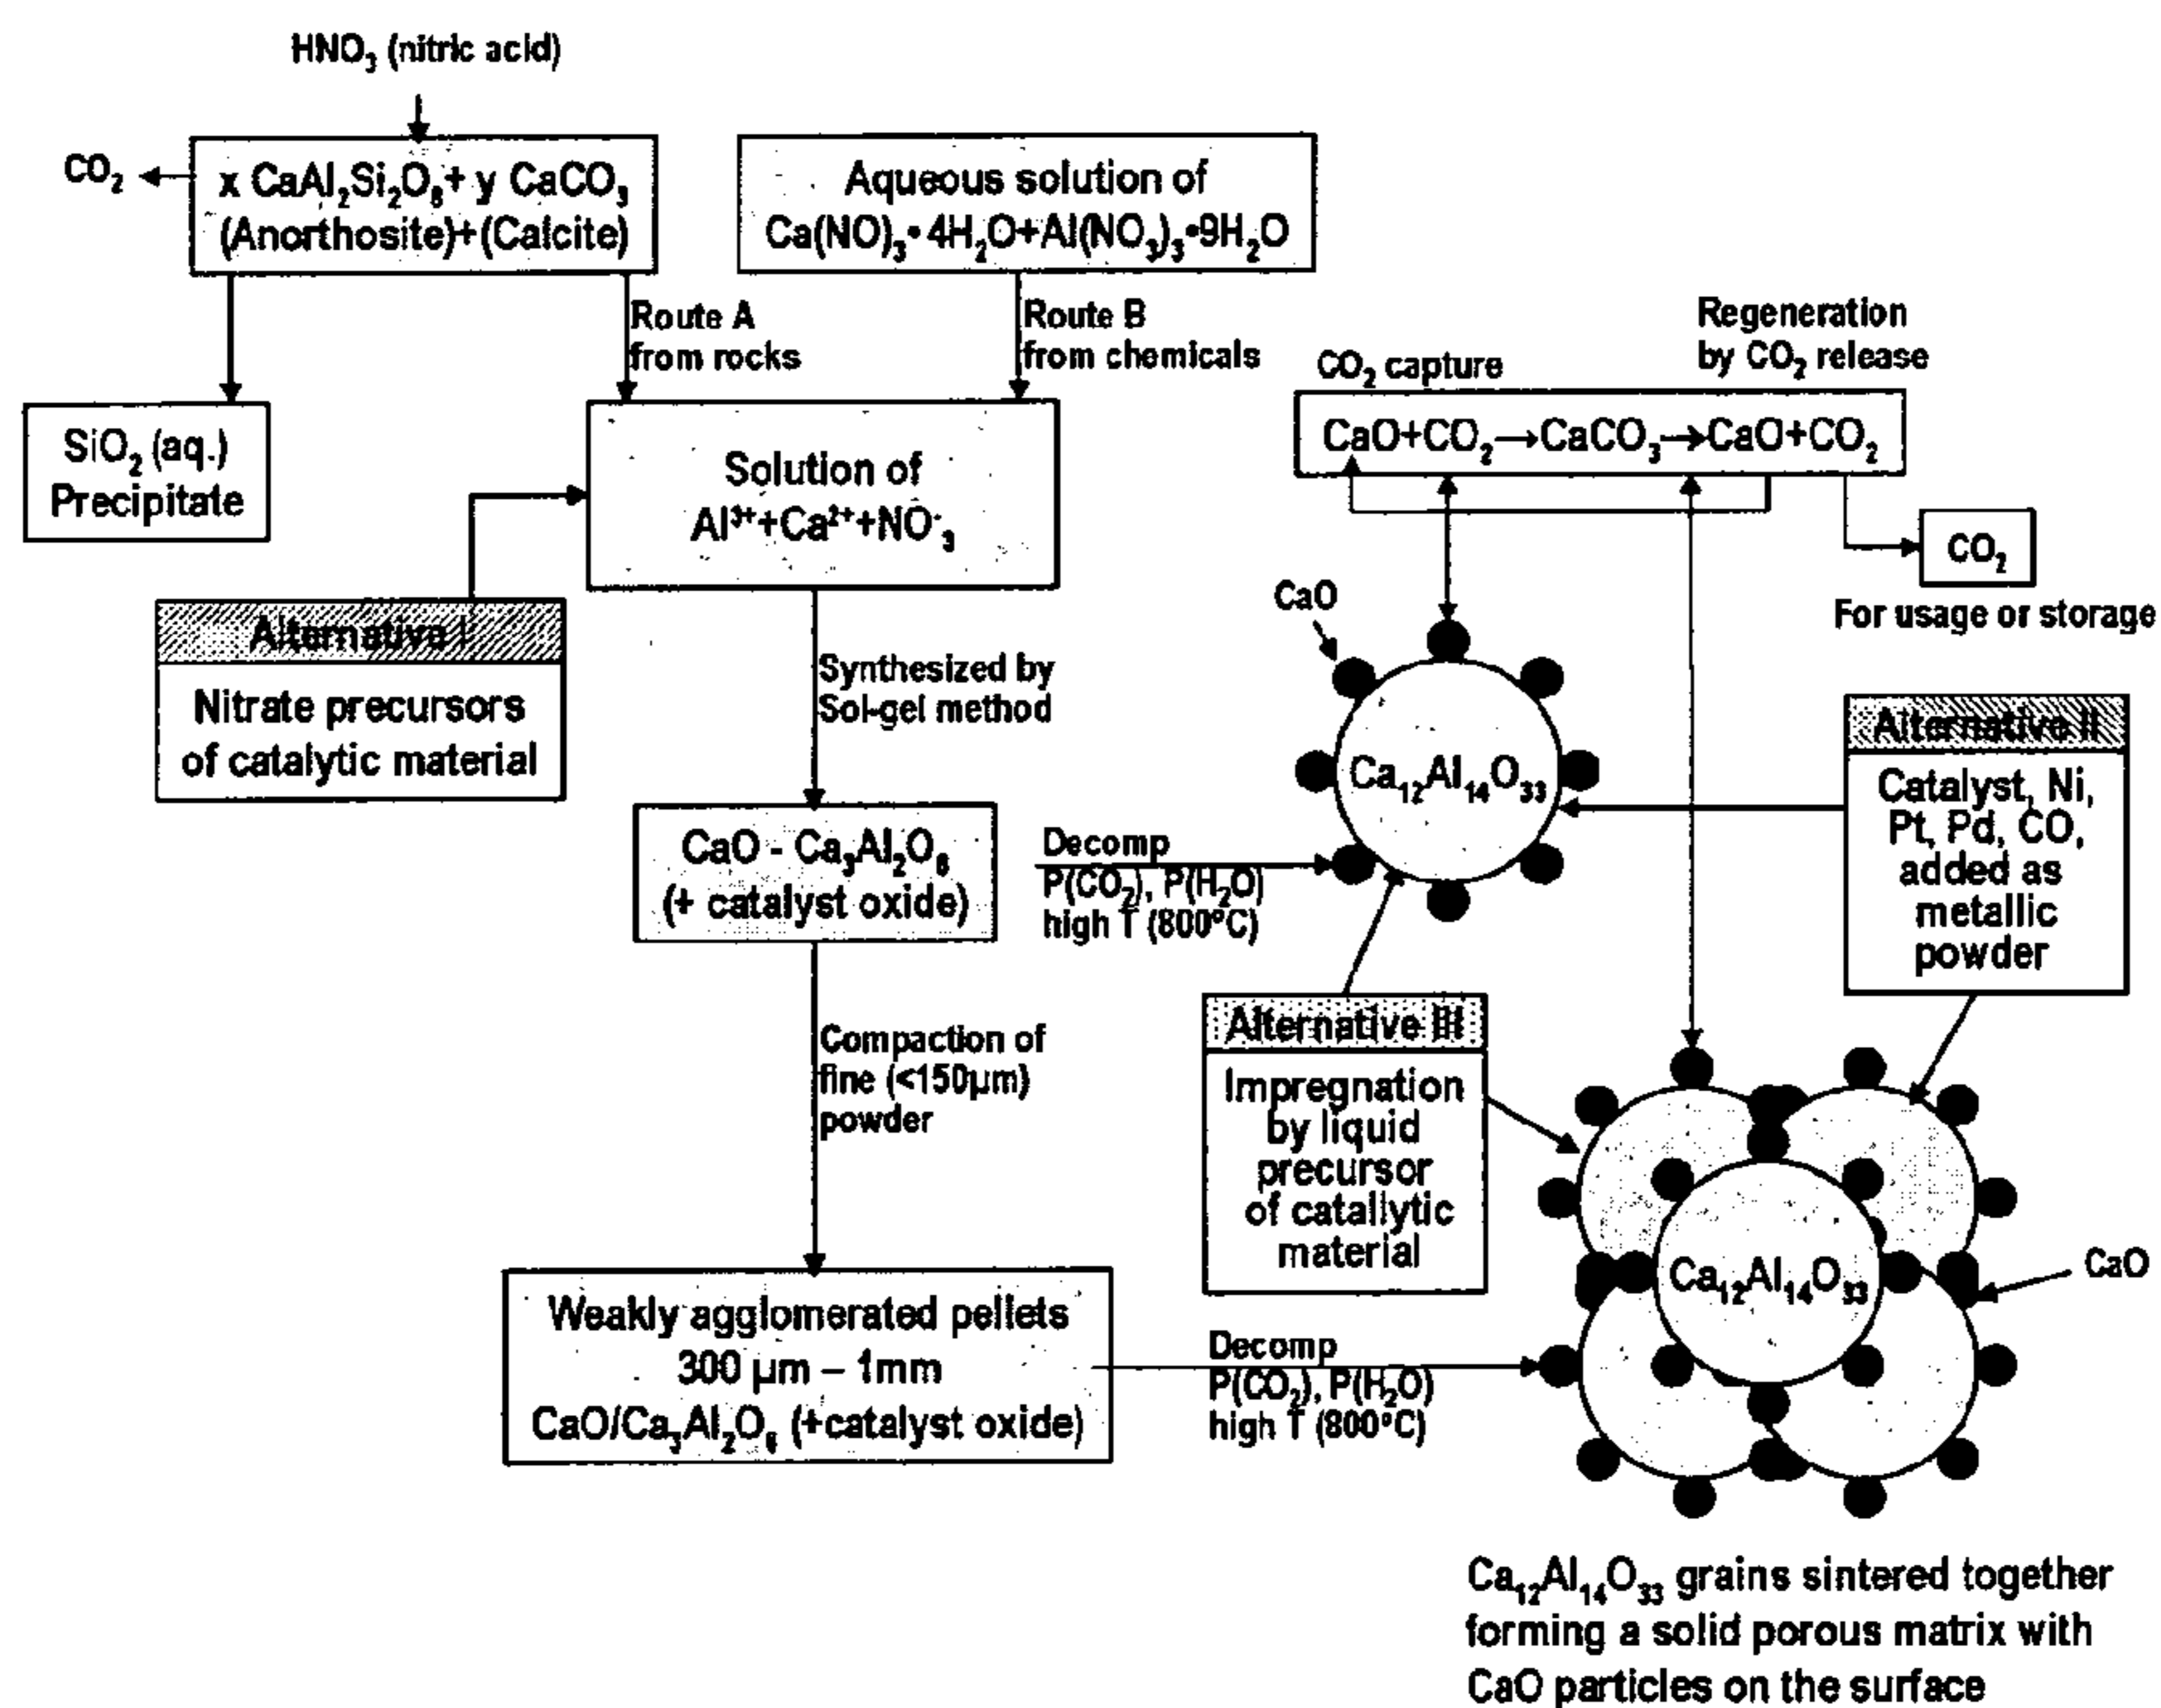 HNO₃ (nitric acid)
CO₂
x CaAl₂Si₂O₈+ y CaCO₃
(Anorthosite)+(Calcite)
Aqueous solution of
Ca(NO)₃•4H₂O+Al(NO₃)₃•9H₂O
Route A
from rocks
Route B
from chemicals
SiO₂ (aq.)
Precipitate
Solution of
Al³⁺+Ca²⁺+NO⁻₃
Alternative I
Nitrate precursors
of catalytic material
Synthesized by
Sol-gel method
CaO - Ca₃Al₂O₆
(+ catalyst oxide)
Compaction of
fine (<150µm)
powder
Weakly agglomerated pellets
300 µm – 1mm
CaO/Ca₃Al₂O₆ (+catalyst oxide)
CO₂ capture
Regeneration
by CO₂ release
CaO+CO₂→CaCO₃→CaO+CO₂
CO₂
For usage or storage
CaO
Ca₁₂Al₁₄O₃₃
Decomp
P(CO₂), P(H₂O)
high T (800ºC)
Alternative II
Catalyst, Ni,
Pt, Pd, CO,
added as
metallic
powder
Alternative III
Impregnation
by liquid
precursor
of catallytic
material
Ca₁₂Al₁₄O₃₃
CaO
Decomp
P(CO₂), P(H₂O)
high T (800ºC)
Ca₁₂Al₁₄O₃₃ grains sintered together
forming a solid porous matrix with
CaO particles on the surface